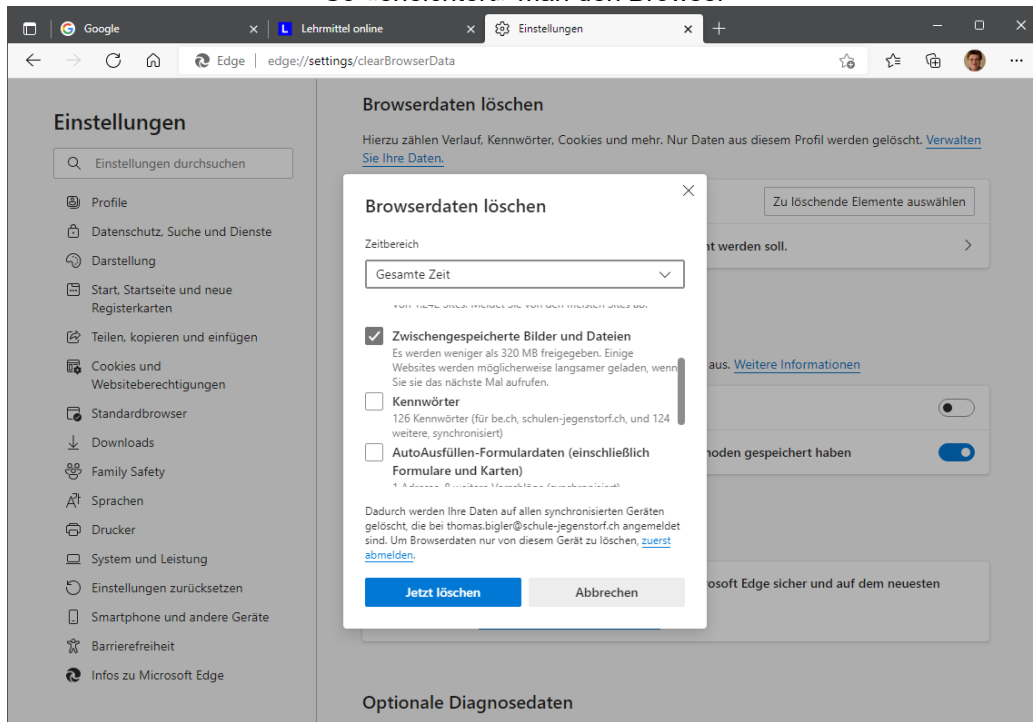 Google
Lehrmittel online
Einstellungen
Edge
edge://settings/clearBrowserData
Einstellungen
Einstellungen durchsuchen
Profile
Datenschutz, Suche und Dienste
Darstellung
Start, Startseite und neue
Registerkarten
Teilen, kopieren und einfügen
Cookies und
Websiteberechtigungen
Standardbrowser
Downloads
Family Safety
Sprachen
Drucker
System und Leistung
Einstellungen zurücksetzen
Smartphone und andere Geräte
Barrierefreiheit
Infos zu Microsoft Edge
Browserdaten löschen
Hierzu zählen Verlauf, Kennwörter, Cookies und mehr. Nur Daten aus diesem Profil werden gelöscht. Verwalten
Sie Ihre Daten.
Zu löschende Elemente auswählen
werden soll.
aus. Weitere Informationen
gespeichert haben
Edge sicher und auf dem neuesten
Optionale Diagnosedaten
Browserdaten löschen
Zeitbereich
Gesamte Zeit
Zwischengespeicherte Bilder und Dateien
Es werden weniger als 320 MB freigegeben. Einige
Websites werden möglicherweise langsamer geladen, wenn
Sie sie das nächste Mal aufrufen.
Kennwörter
126 Kennwörter (für be.ch, schulen-jegenstorf.ch, und 124
weitere, synchronisiert)
AutoAusfüllen-Formulardaten (einschließlich
Formulare und Karten)
Dadurch werden Ihre Daten auf allen synchronisierten Geräten
gelöscht, die bei thomas.bigler@schule-jegenstorf.ch angemeldet
sind. Um Browserdaten nur von diesem Gerät zu löschen, zuerst
abmelden.
Jetzt löschen
Abbrechen